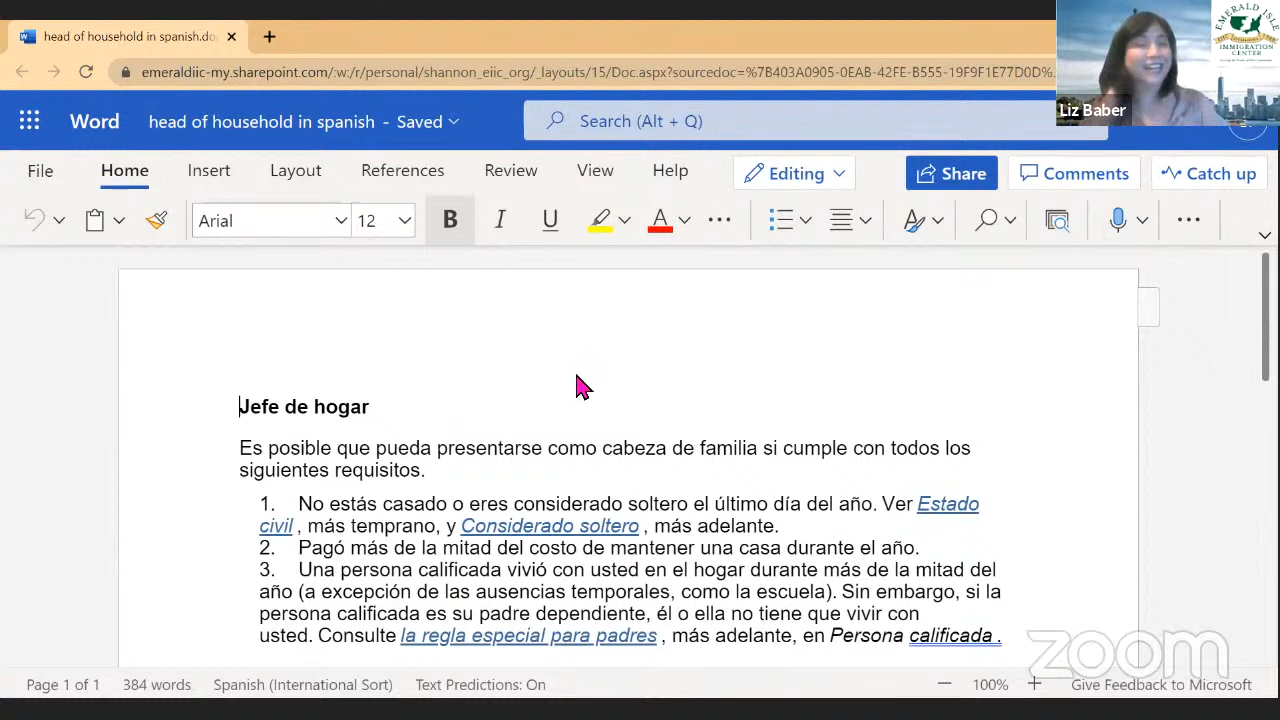 head of household in spanish.do
emeraldiic-my.sharepoint.com/:w:/r/personal/shannon_eiic_org/_layouts/15/Doc.aspx?sourcedoc=%7B403A0905-0EAB-42FE-B555-19F9F1E77D0D%
EMERALD ISLE
IMMIGRATION
CENTER
Liz Baber
Word head of household in spanish - Saved Search (Alt + Q)
File Home Insert Layout References Review View Help Editing Share Comments Catch up
Arial 12 B I U A
Jefe de hogar
Es posible que pueda presentarse como cabeza de familia si cumple con todos los
siguientes requisitos.
1. No estás casado o eres considerado soltero el último día del año. Ver Estado
civil , más temprano, y Considerado soltero , más adelante.
2. Pagó más de la mitad del costo de mantener una casa durante el año.
3. Una persona calificada vivió con usted en el hogar durante más de la mitad del
año (a excepción de las ausencias temporales, como la escuela). Sin embargo, si la
persona calificada es su padre dependiente, él o ella no tiene que vivir con
usted. Consulte la regla especial para padres , más adelante, en Persona calificada .
zoom
Page 1 of 1 384 words Spanish (International Sort) Text Predictions: On 100% Give Feedback to Microsoft